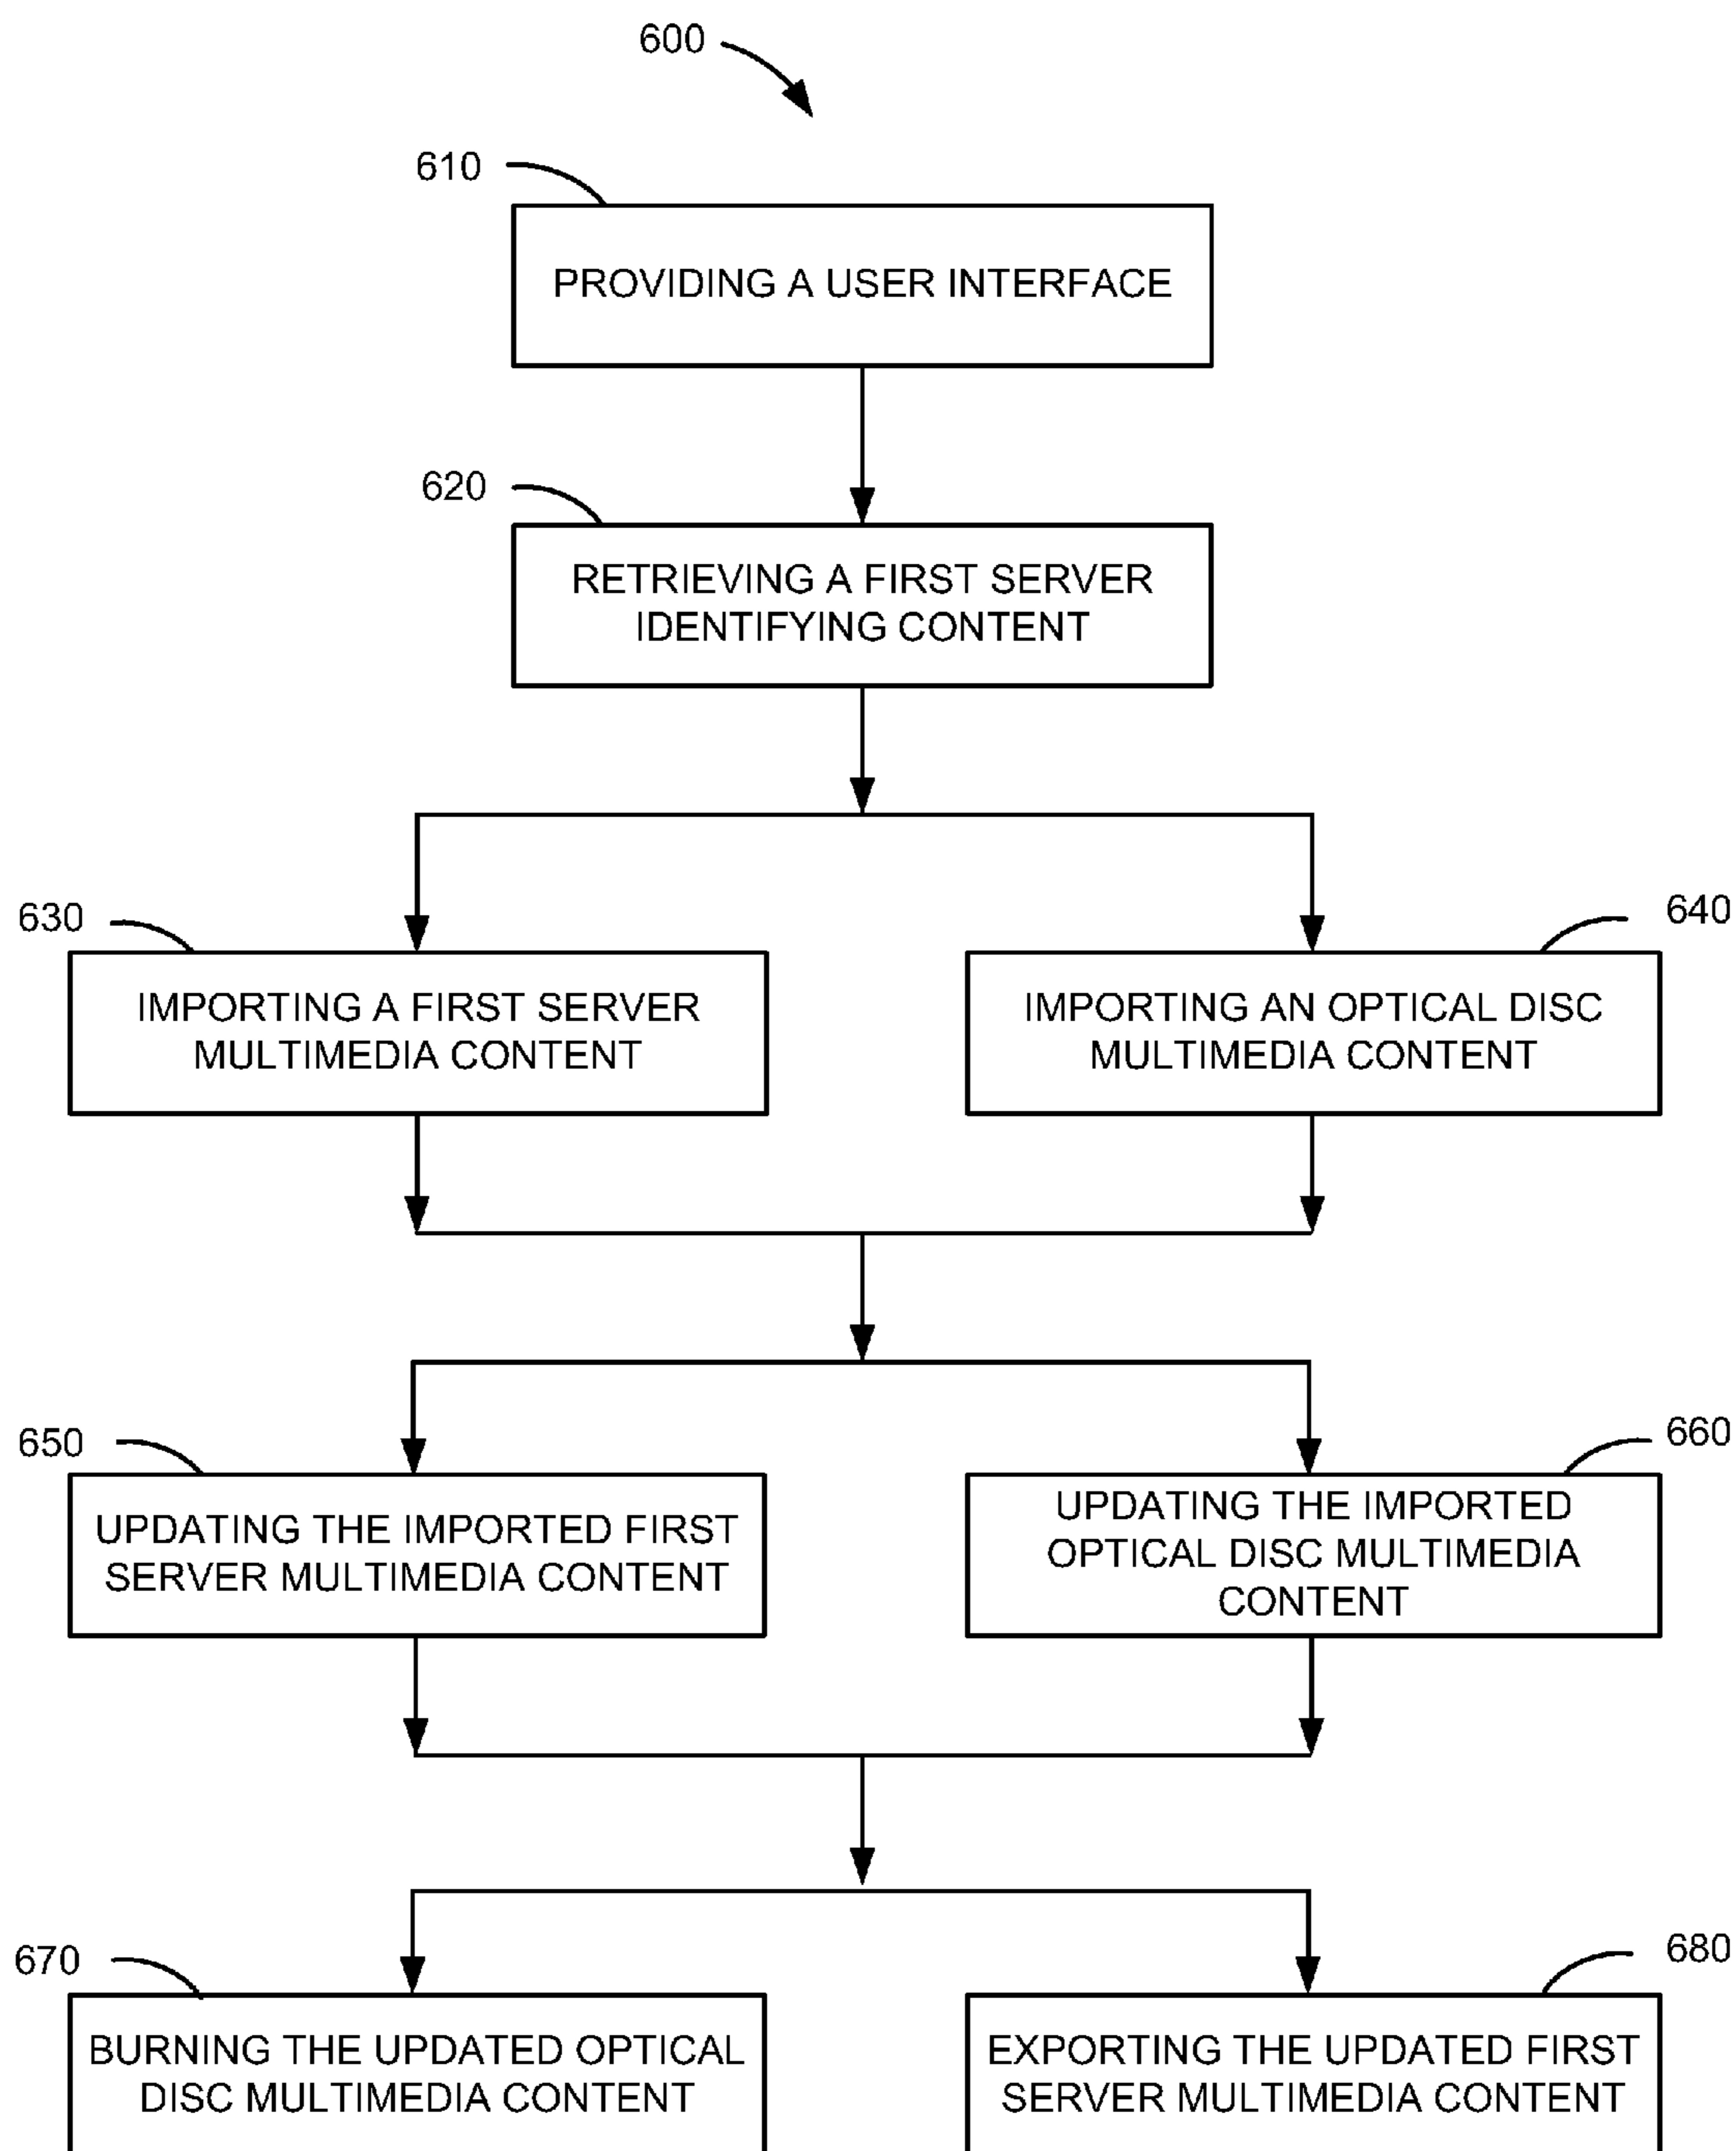 600
610
PROVIDING A USER INTERFACE
620
RETRIEVING A FIRST SERVER
IDENTIFYING CONTENT
630
IMPORTING A FIRST SERVER
MULTIMEDIA CONTENT
640
IMPORTING AN OPTICAL DISC
MULTIMEDIA CONTENT
650
UPDATING THE IMPORTED FIRST
SERVER MULTIMEDIA CONTENT
660
UPDATING THE IMPORTED
OPTICAL DISC MULTIMEDIA
CONTENT
670
BURNING THE UPDATED OPTICAL
DISC MULTIMEDIA CONTENT
680
EXPORTING THE UPDATED FIRST
SERVER MULTIMEDIA CONTENT